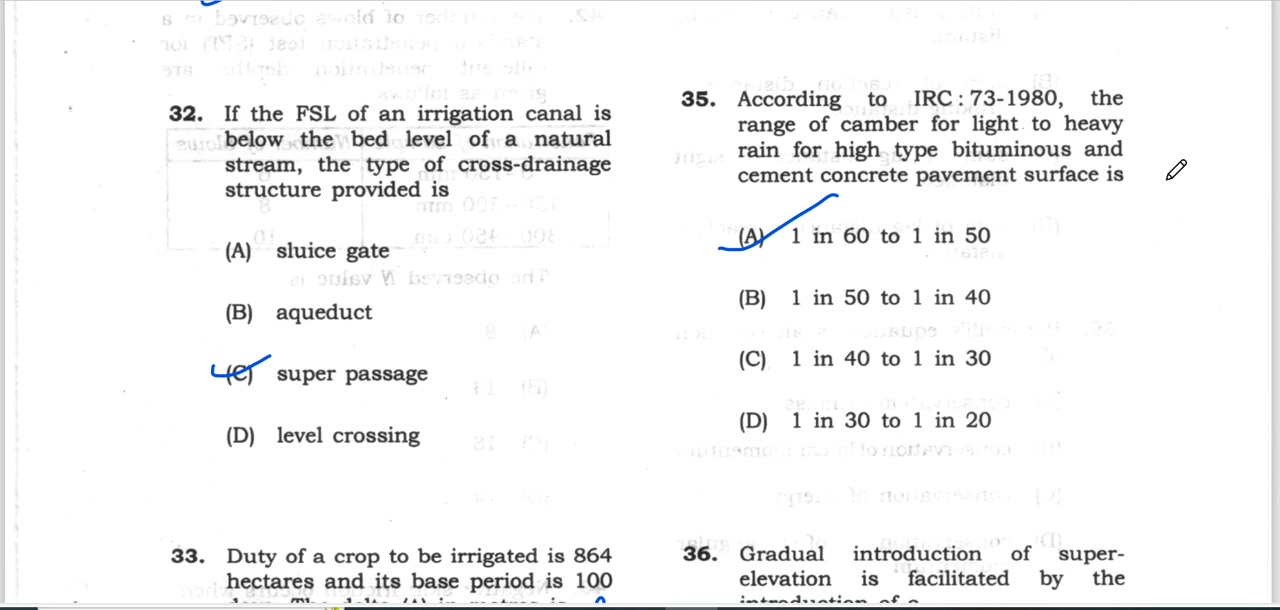 32. If the FSL of an irrigation canal is
below the bed level of a natural
stream, the type of cross-drainage
structure provided is
(A) sluice gate
(B) aqueduct
(C) super passage
(D) level crossing
33. Duty of a crop to be irrigated is 864
hectares and its base period is 100
35. According to IRC : 73-1980, the
range of camber for light to heavy
rain for high type bituminous and
cement concrete pavement surface is
(A) 1 in 60 to 1 in 50
(B) 1 in 50 to 1 in 40
(C) 1 in 40 to 1 in 30
(D) 1 in 30 to 1 in 20
36. Gradual introduction of super-
elevation is facilitated by the
introduction of a